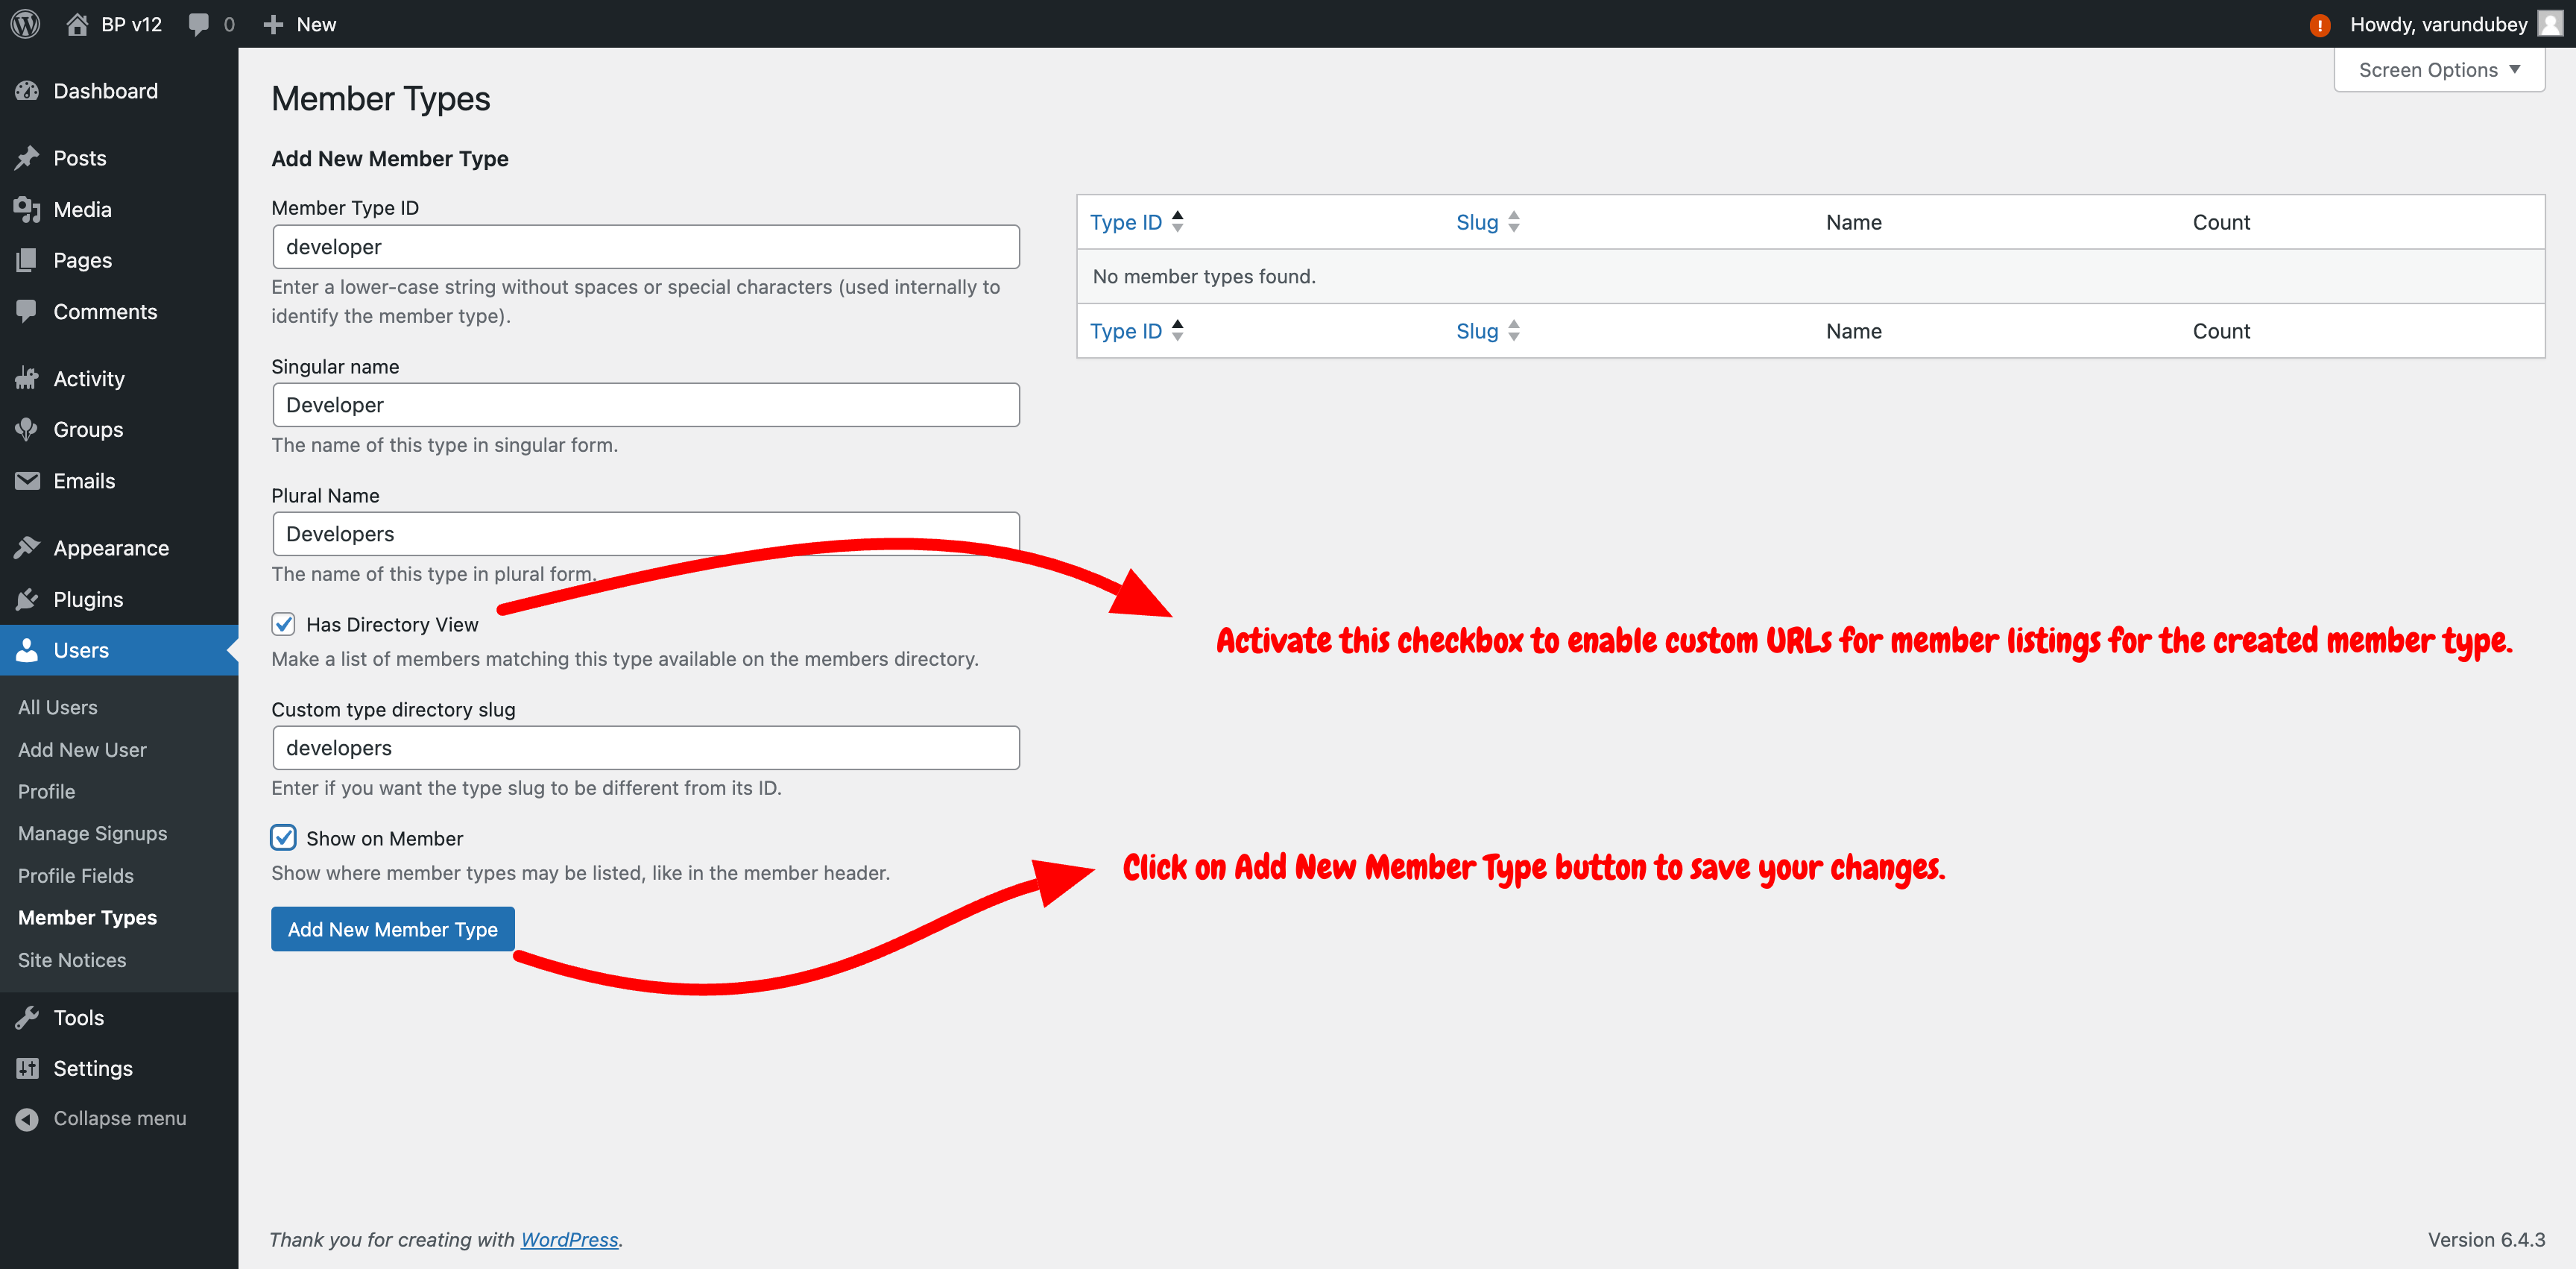 BP v12
0
New
Howdy, varundubey
Screen Options
Dashboard
Posts
Media
Pages
Comments
Activity
Groups
Emails
Appearance
Plugins
Users
All Users
Add New User
Profile
Manage Signups
Profile Fields
Member Types
Site Notices
Tools
Settings
Collapse menu
Member Types
Add New Member Type
Member Type ID
developer
Enter a lower-case string without spaces or special characters (used internally to
identify the member type).
Singular name
Developer
The name of this type in singular form.
Plural Name
Developers
The name of this type in plural form.
Has Directory View
Make a list of members matching this type available on the members directory.
Custom type directory slug
developers
Enter if you want the type slug to be different from its ID.
Show on Member
Show where member types may be listed, like in the member header.
Add New Member Type
Type ID Slug Name Count
No member types found.
Type ID Slug Name Count
Activate this checkbox to enable custom URLs for member listings for the created member type.
Click on Add New Member Type button to save your changes.
Thank you for creating with WordPress.
Version 6.4.3